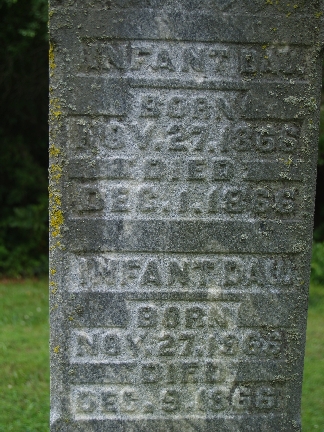 INFANT DAU.
BORN
NOV. 27. 1866
DIED
DEC. 1. 1866
INFANT DAU.
BORN
NOV. 27. 1866
DIED
DEC. 9. 1866